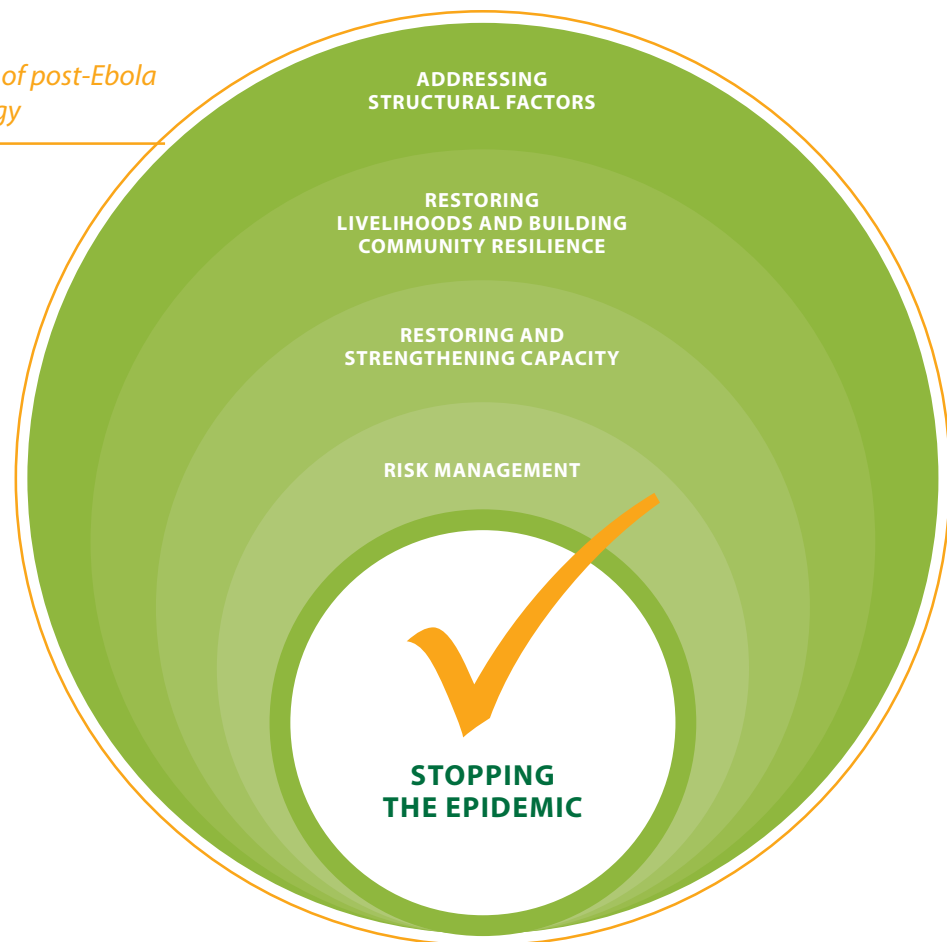 of post-Ebola
gy
ADDRESSING
STRUCTURAL FACTORS
RESTORING
LIVELIHOODS AND BUILDING
COMMUNITY RESILIENCE
RESTORING AND
STRENGTHENING CAPACITY
RISK MANAGEMENT
STOPPING
THE EPIDEMIC